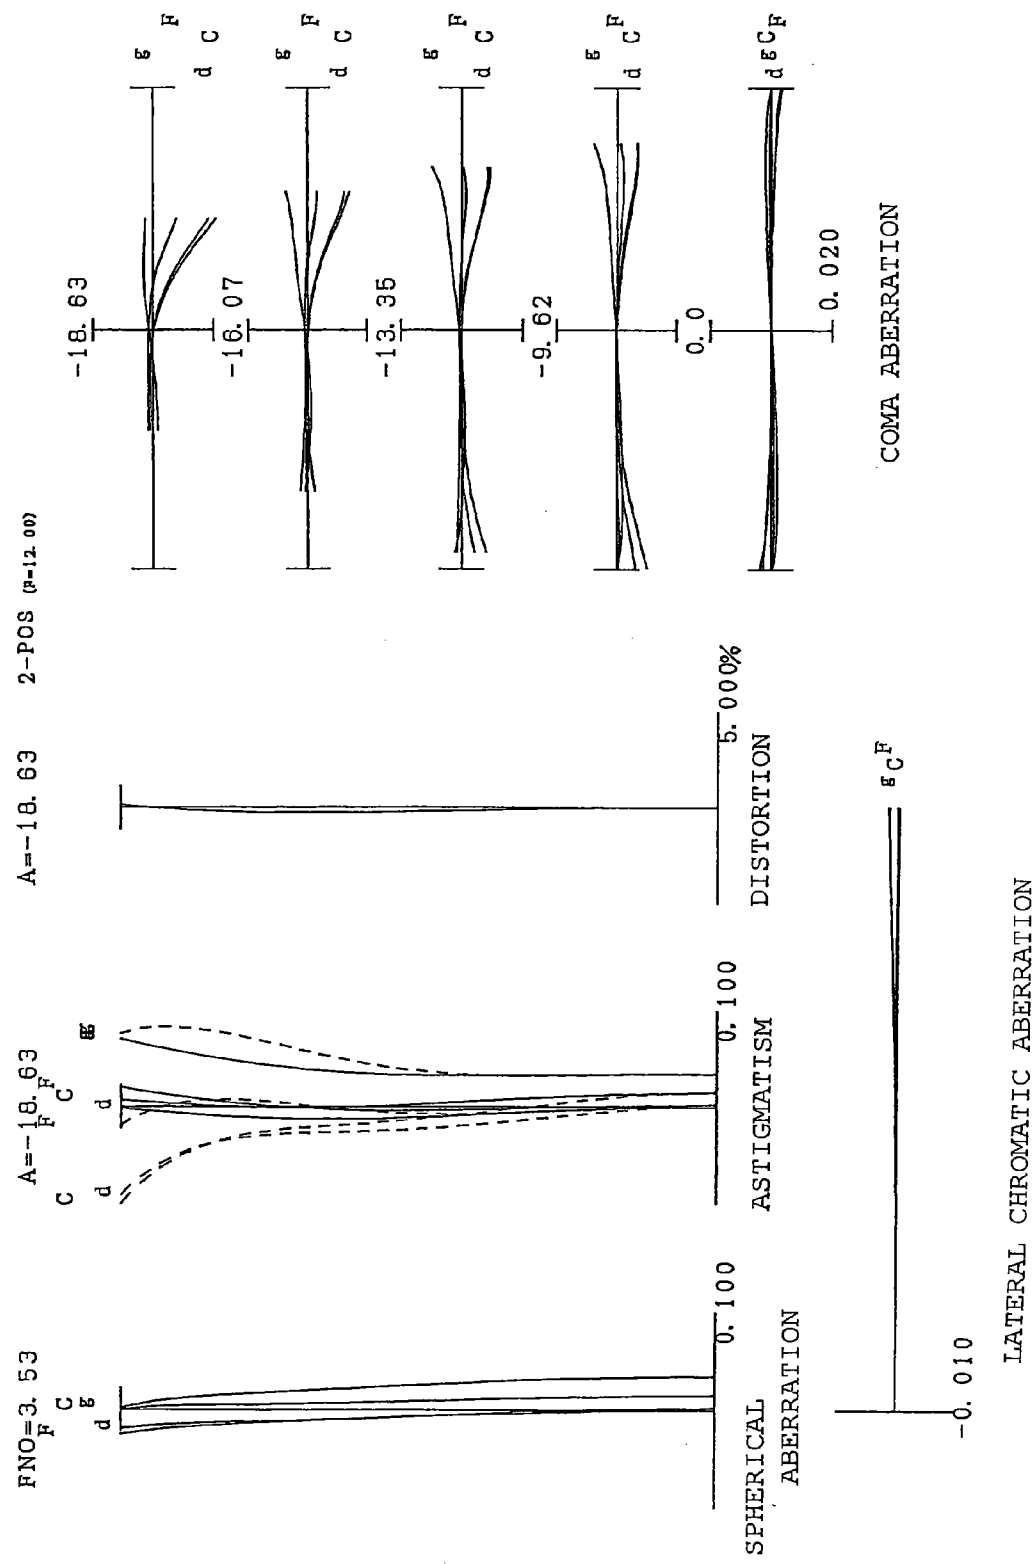 FNO=3. 53
F
C
d
g
0. 100
SPHERICAL
ABERRATION
A=-18. 63
F
F
C
C
d
d
g
0. 100
ASTIGMATISM
A=-18. 63
5. 000%
DISTORTION
2-POS (F=12. 00)
-18. 63
g
F
d
C
-16. 07
g
F
d
C
-13. 35
g
F
d
C
-9. 62
g
F
d
C
0. 0
d
g
C
F
0. 020
COMA ABERRATION
g
C
F
-0. 010
LATERAL CHROMATIC ABERRATION